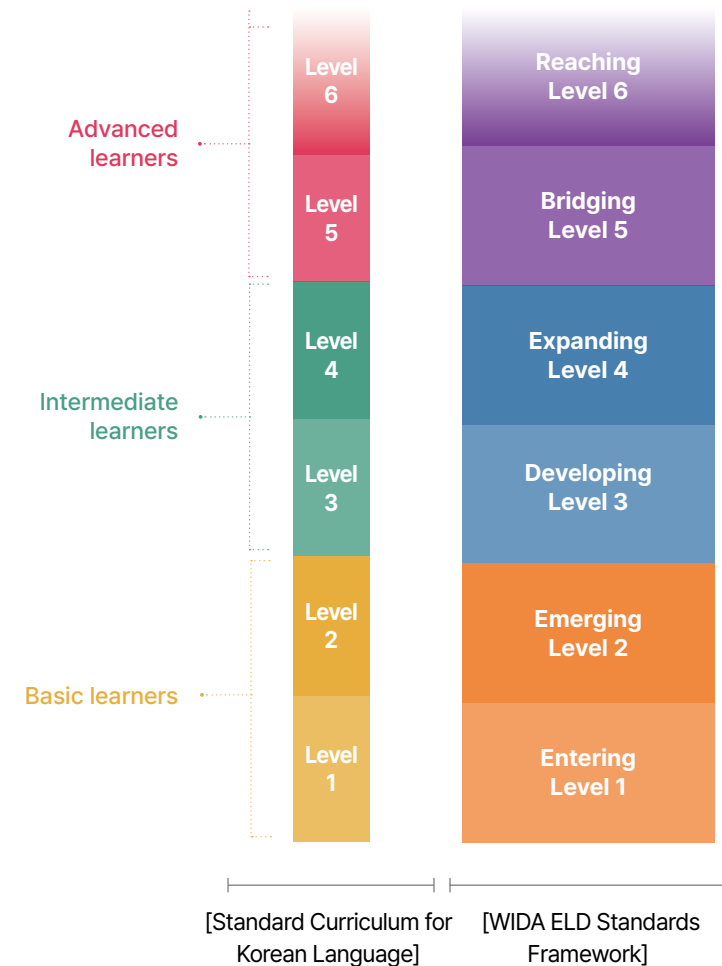 Level
6
Reaching
Level 6
Advanced
learners
Level
5
Bridging
Level 5
Level
4
Expanding
Level 4
Intermediate
learners
Level
3
Developing
Level 3
Level
2
Emerging
Level 2
Basic learners
Level
1
Entering
Level 1
[Standard Curriculum for
Korean Language]
[WIDA ELD Standards
Framework]